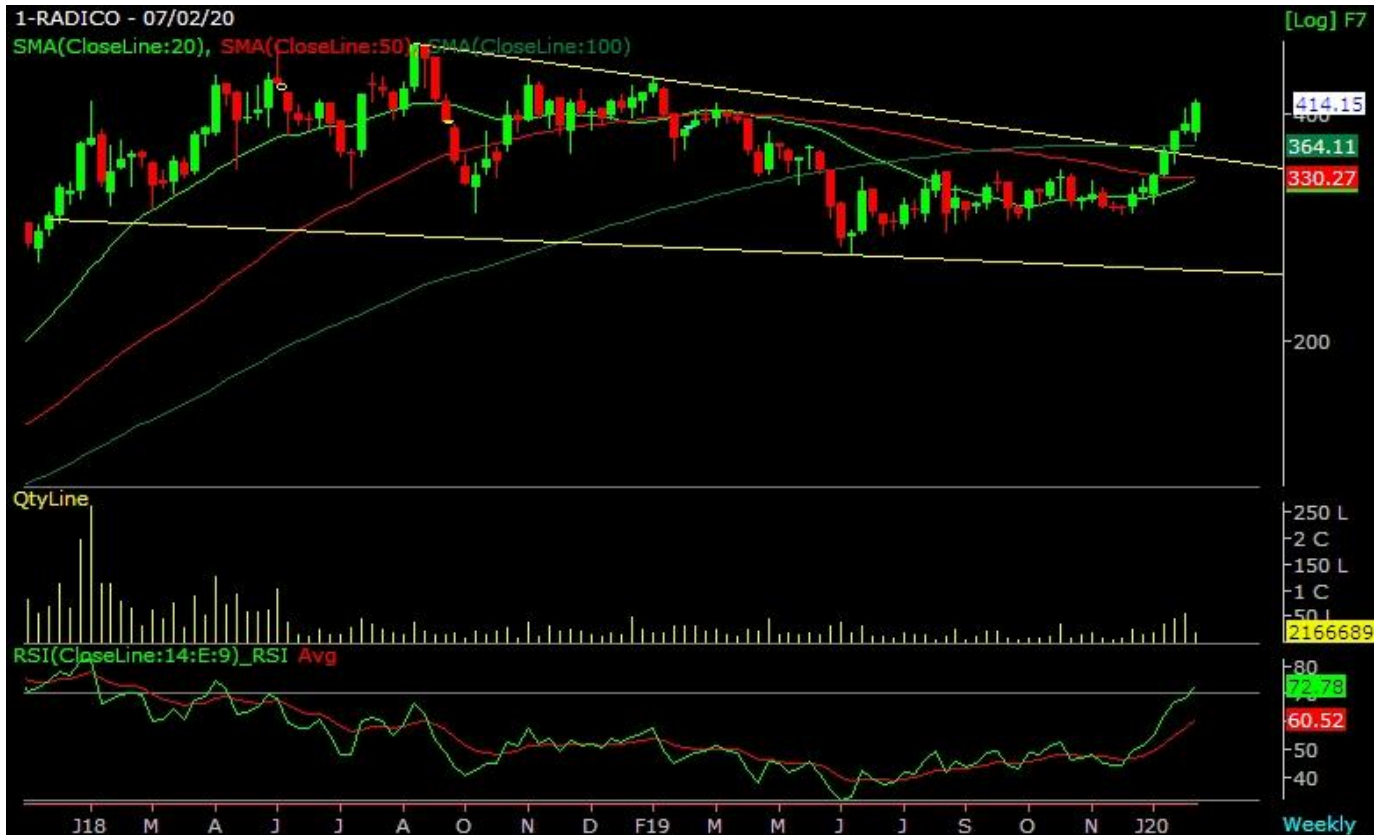 1-RADICO - 07/02/20
[Log] F7
SMA(CloseLine:20), SMA(CloseLine:50), SMA(CloseLine:100)
414.15
400
364.11
330.27
200
QtyLine
250 L
2 C
150 L
1 C
50 L
2166689
RSI(CloseLine:14:E:9)_RSI Avg
80
72.78
60.52
50
40
J18 M A J J A O N D F19 M M J J S O N J20
Weekly